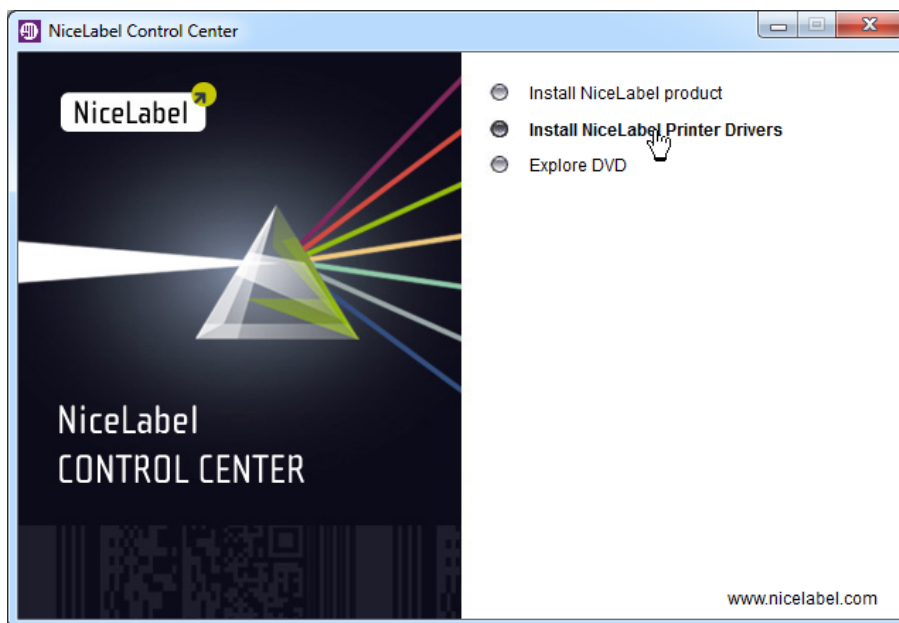 NiceLabel Control Center
NiceLabel
Install NiceLabel product
Install NiceLabel Printer Drivers
Explore DVD
NiceLabel
CONTROL CENTER
www.nicelabel.com